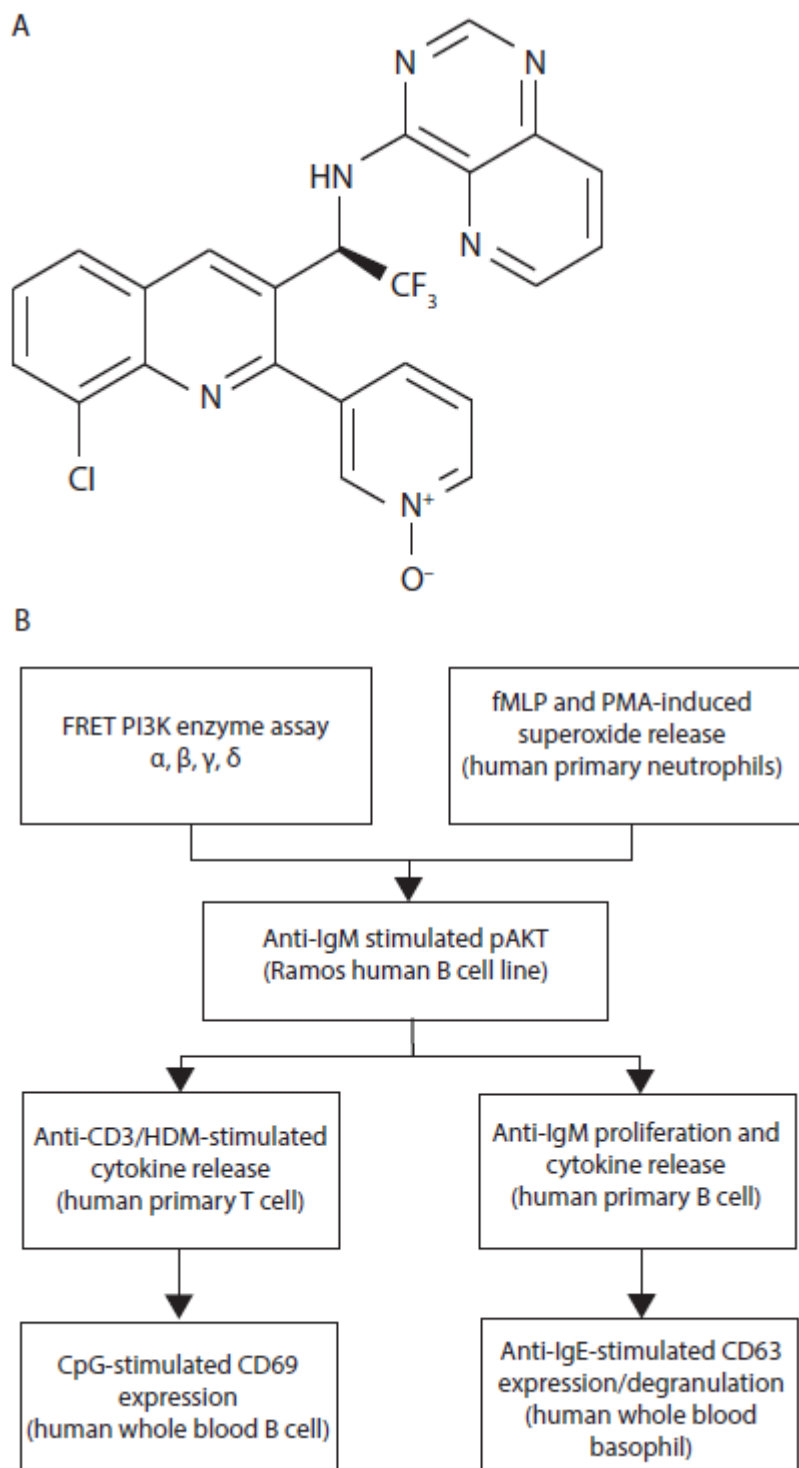 A
N
N
HN
N
CF3
N
Cl
N+
O–
B
FRET PI3K enzyme assay
α, β, γ, δ
fMLP and PMA-induced
superoxide release
(human primary neutrophils)
Anti-IgM stimulated pAKT
(Ramos human B cell line)
Anti-CD3/HDM-stimulated
cytokine release
(human primary T cell)
Anti-IgM proliferation and
cytokine release
(human primary B cell)
CpG-stimulated CD69
expression
(human whole blood B cell)
Anti-IgE-stimulated CD63
expression/degranulation
(human whole blood
basophil)